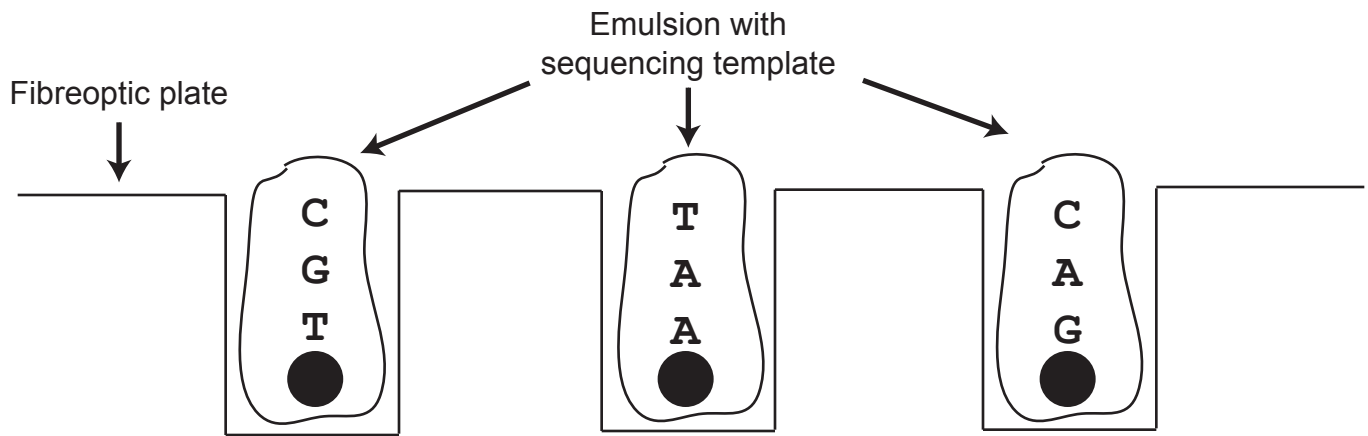 Emulsion with
sequencing template
Fibreoptic plate
C T C
G A A
T A G